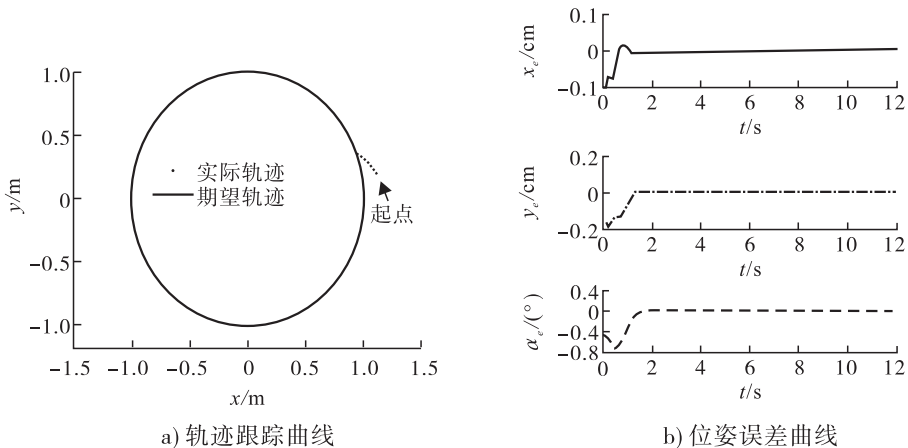 1.0
0.5
0
−0.5
−1.0
y/m
实际轨迹
期望轨迹
起点
−1.5 −1.0 −0.5 0 0.5 1.0 1.5
x/m
a) 轨迹跟踪曲线
0.1
0
−0.1
x_e/cm
0 2 4 6 8 10 12
t/s
0.2
0
−0.2
y_e/cm
0 2 4 6 8 10 12
t/s
0.4
0
−0.4
−0.8
α_e/(°)
0 2 4 6 8 10 12
t/s
b) 位姿误差曲线